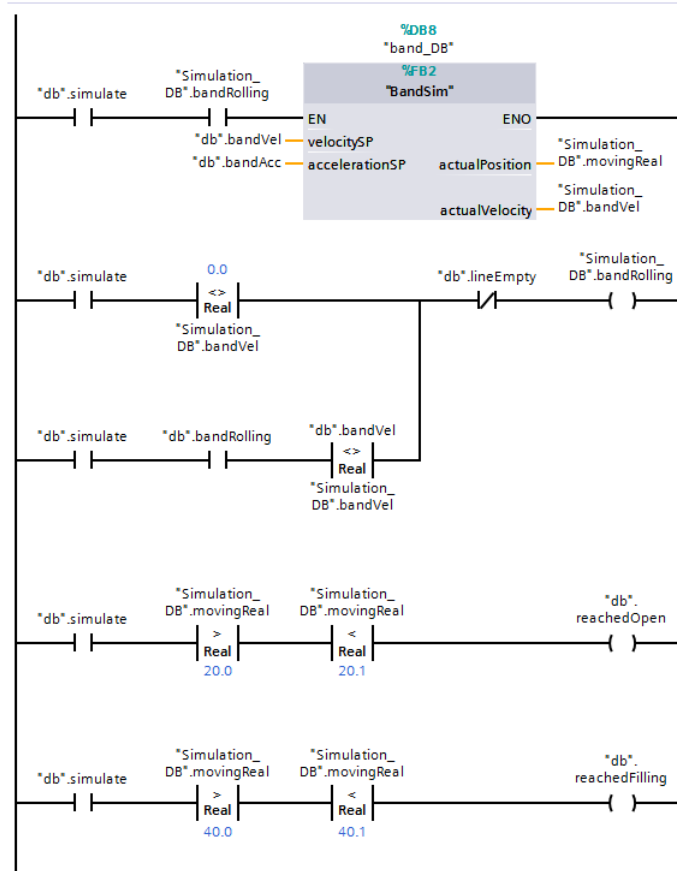 %DB8
"band_DB"
%FB2
"BandSim"
"db".simulate
"Simulation_
DB".bandRolling
EN
ENO
"db".bandVel
velocitySP
"db".bandAcc
accelerationSP
actualPosition
"Simulation_
DB".movingReal
actualVelocity
"Simulation_
DB".bandVel
"db".simulate
0.0
<>
Real
"Simulation_
DB".bandVel
"db".lineEmpty
"Simulation_
DB".bandRolling
"db".simulate
"db".bandRolling
"db".bandVel
<>
Real
"Simulation_
DB".bandVel
"db".simulate
"Simulation_
DB".movingReal
>
Real
20.0
"Simulation_
DB".movingReal
<
Real
20.1
"db".
reachedOpen
"db".simulate
"Simulation_
DB".movingReal
>
Real
40.0
"Simulation_
DB".movingReal
<
Real
40.1
"db".
reachedFilling